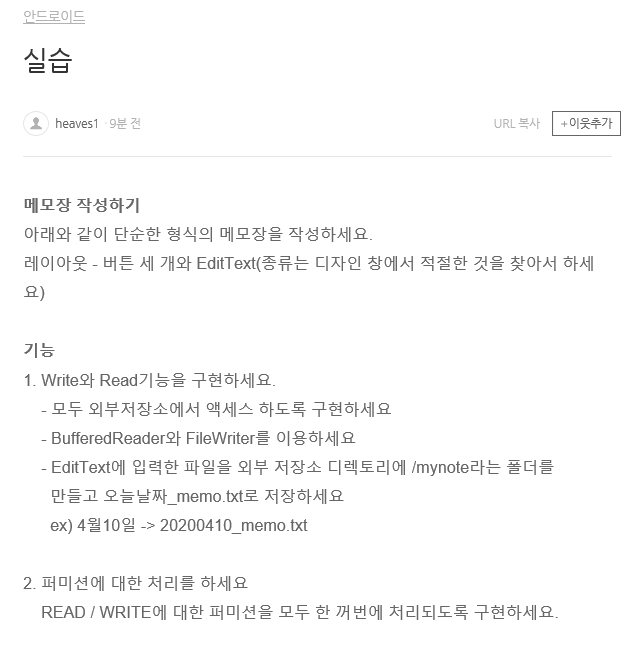 안드로이드
실습
heaves1 · 9분 전
URL 복사
+이웃추가
메모장 작성하기
아래와 같이 단순한 형식의 메모장을 작성하세요.
레이아웃 - 버튼 세 개와 EditText(종류는 디자인 창에서 적절한 것을 찾아서 하세
요)
기능
1. Write와 Read기능을 구현하세요.
- 모두 외부저장소에서 액세스 하도록 구현하세요
- BufferedReader와 FileWriter를 이용하세요
- EditText에 입력한 파일을 외부 저장소 디렉토리에 /mynote라는 폴더를
만들고 오늘날짜_memo.txt로 저장하세요
ex) 4월10일 -> 20200410_memo.txt
2. 퍼미션에 대한 처리를 하세요
READ / WRITE에 대한 퍼미션을 모두 한 꺼번에 처리되도록 구현하세요.